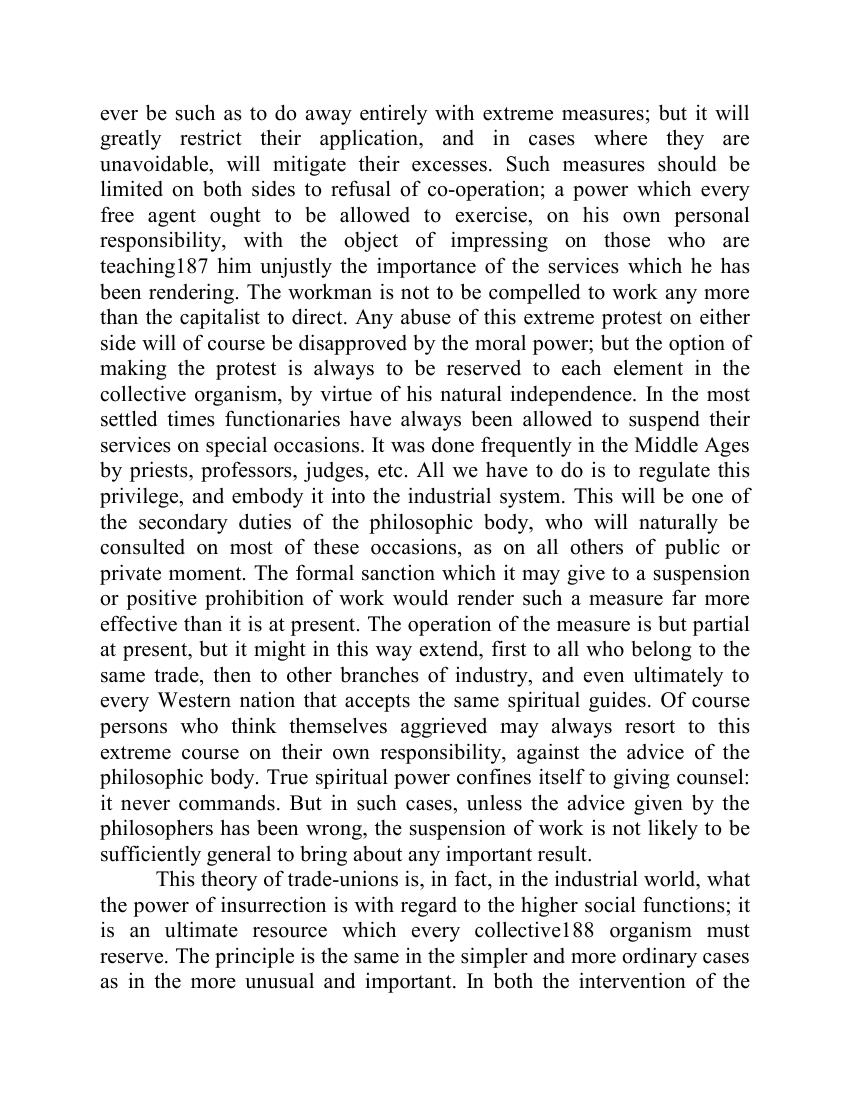 ever be such as to do away entirely with extreme measures; but it will
greatly restrict their application, and in cases where they are
unavoidable, will mitigate their excesses. Such measures should be
limited on both sides to refusal of co-operation; a power which every
free agent ought to be allowed to exercise, on his own personal
responsibility, with the object of impressing on those who are
teaching187 him unjustly the importance of the services which he has
been rendering. The workman is not to be compelled to work any more
than the capitalist to direct. Any abuse of this extreme protest on either
side will of course be disapproved by the moral power; but the option of
making the protest is always to be reserved to each element in the
collective organism, by virtue of his natural independence. In the most
settled times functionaries have always been allowed to suspend their
services on special occasions. It was done frequently in the Middle Ages
by priests, professors, judges, etc. All we have to do is to regulate this
privilege, and embody it into the industrial system. This will be one of
the secondary duties of the philosophic body, who will naturally be
consulted on most of these occasions, as on all others of public or
private moment. The formal sanction which it may give to a suspension
or positive prohibition of work would render such a measure far more
effective than it is at present. The operation of the measure is but partial
at present, but it might in this way extend, first to all who belong to the
same trade, then to other branches of industry, and even ultimately to
every Western nation that accepts the same spiritual guides. Of course
persons who think themselves aggrieved may always resort to this
extreme course on their own responsibility, against the advice of the
philosophic body. True spiritual power confines itself to giving counsel:
it never commands. But in such cases, unless the advice given by the
philosophers has been wrong, the suspension of work is not likely to be
sufficiently general to bring about any important result.
This theory of trade-unions is, in fact, in the industrial world, what
the power of insurrection is with regard to the higher social functions; it
is an ultimate resource which every collective188 organism must
reserve. The principle is the same in the simpler and more ordinary cases
as in the more unusual and important. In both the intervention of the